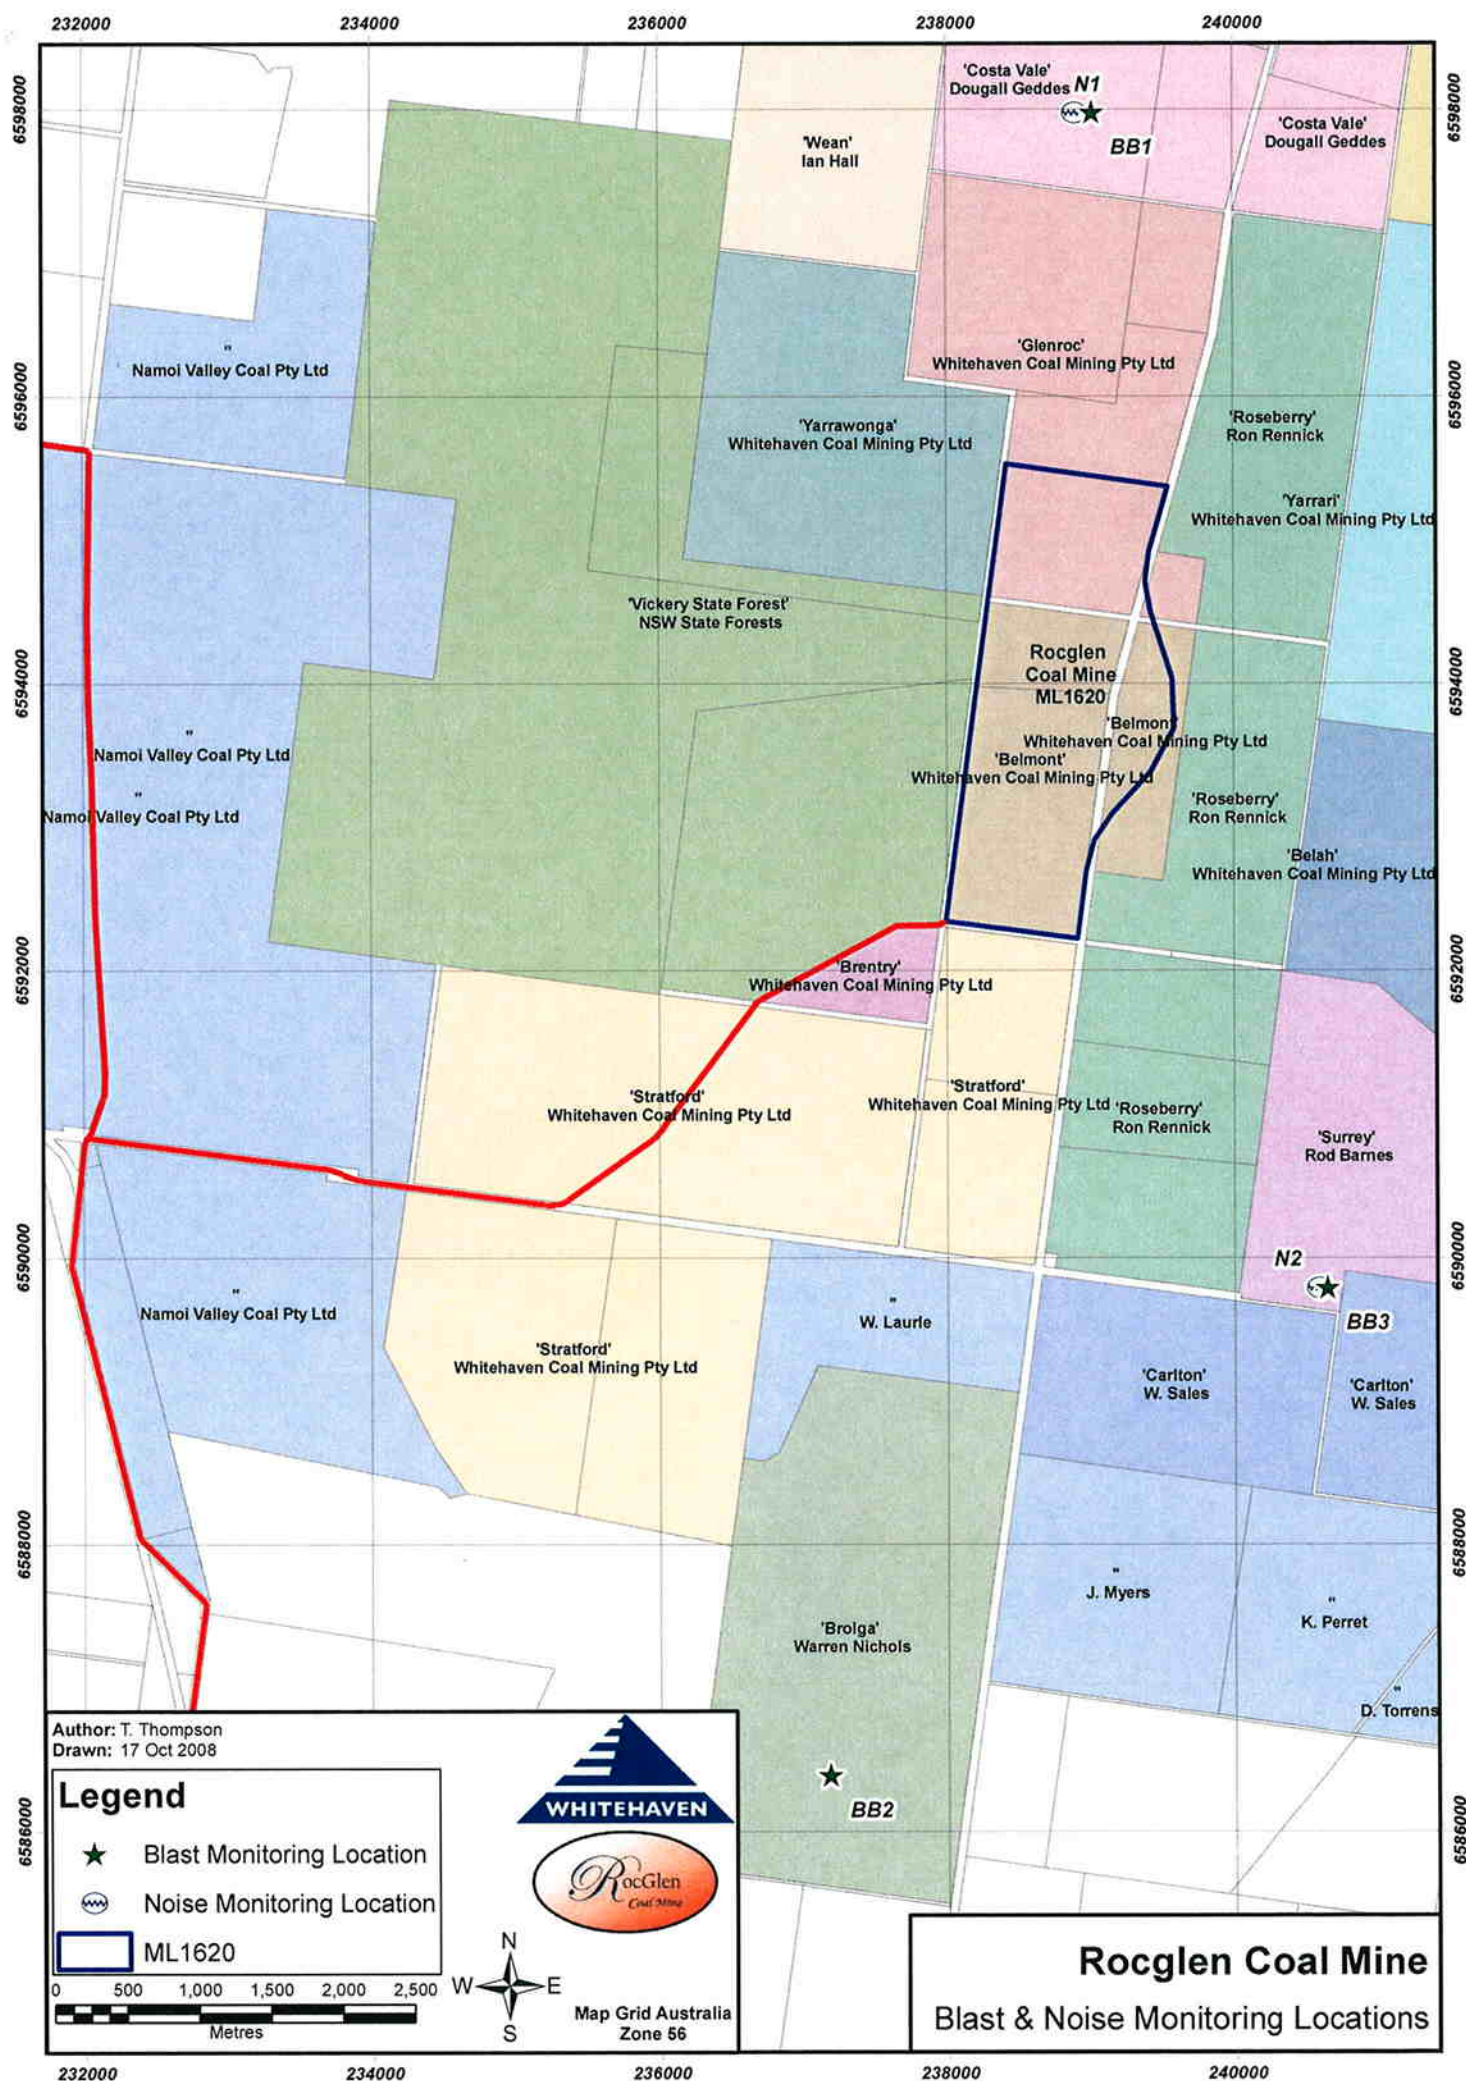 232000
234000
236000
238000
240000
6598000
6598000
'Costa Vale'
Dougall Geddes
N1
BB1
'Costa Vale'
Dougall Geddes
'Wean'
Ian Hall
"
Namoi Valley Coal Pty Ltd
'Glenroc'
Whitehaven Coal Mining Pty Ltd
6596000
6596000
'Yarrawonga'
Whitehaven Coal Mining Pty Ltd
'Roseberry'
Ron Rennick
'Yarrari'
Whitehaven Coal Mining Pty Ltd
'Vickery State Forest'
NSW State Forests
6594000
6594000
Rocglen
Coal Mine
ML1620
'Belmont'
Whitehaven Coal Mining Pty Ltd
'Belmont'
Whitehaven Coal Mining Pty Ltd
"
Namoi Valley Coal Pty Ltd
"
Namoi Valley Coal Pty Ltd
'Roseberry'
Ron Rennick
'Belah'
Whitehaven Coal Mining Pty Ltd
6592000
6592000
'Brentry'
Whitehaven Coal Mining Pty Ltd
'Stratford'
Whitehaven Coal Mining Pty Ltd
'Stratford'
Whitehaven Coal Mining Pty Ltd
'Roseberry'
Ron Rennick
'Surrey'
Rod Barnes
6590000
6590000
N2
BB3
"
Namoi Valley Coal Pty Ltd
"
W. Laurie
'Stratford'
Whitehaven Coal Mining Pty Ltd
'Carlton'
W. Sales
'Carlton'
W. Sales
6588000
6588000
"
J. Myers
"
K. Perret
'Brolga'
Warren Nichols
"
D. Torrens
BB2
6586000
6586000
Author: T. Thompson
Drawn: 17 Oct 2008
Legend
Blast Monitoring Location
Noise Monitoring Location
ML1620
0 500 1,000 1,500 2,000 2,500
Metres
WHITEHAVEN
RocGlen
Coal Mine
N
W E
S
Map Grid Australia
Zone 56
Rocglen Coal Mine
Blast & Noise Monitoring Locations
232000
234000
236000
238000
240000